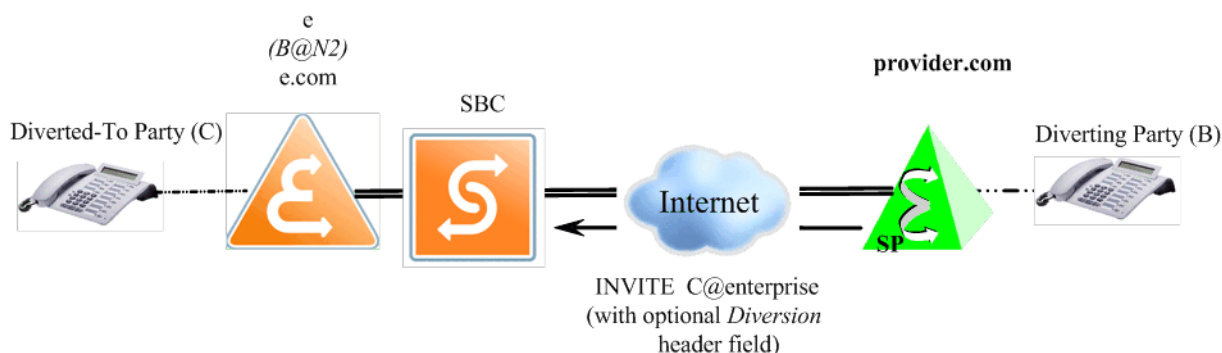 e
(B@N2)
e.com
provider.com
SBC
Diverted-To Party (C)
Diverting Party (B)
Internet
SP
INVITE C@enterprise
(with optional Diversion
header field)